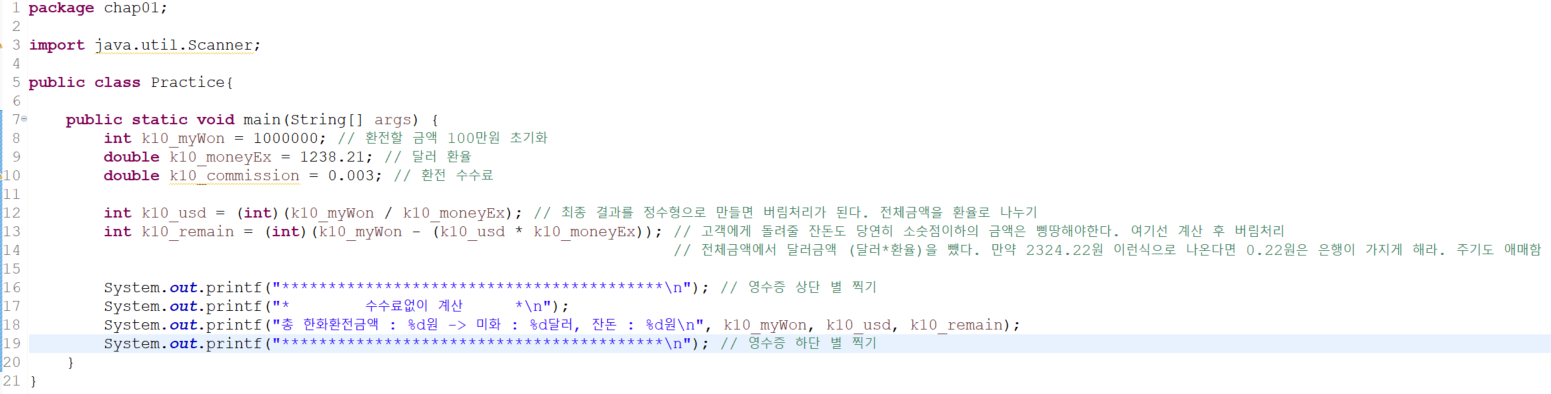 1 package chap01;
2
3 import java.util.Scanner;
4
5 public class Practice{
6
7 public static void main(String[] args) {
8 int k10_myWon = 1000000; // 환전할 금액 100만원 초기화
9 double k10_moneyEx = 1238.21; // 달러 환율
10 double k10_commission = 0.003; // 환전 수수료
11
12 int k10_usd = (int)(k10_myWon / k10_moneyEx); // 최종 결과를 정수형으로 만들면 버림처리가 된다. 전체금액을 환율로 나누기
13 int k10_remain = (int)(k10_myWon - (k10_usd * k10_moneyEx)); // 고객에게 돌려줄 잔돈도 당연히 소숫점이하의 금액은 삥땅해야한다. 여기선 계산 후 버림처리
14 // 전체금액에서 달러금액 (달러*환율)을 뺐다. 만약 2324.22원 이런식으로 나온다면 0.22원은 은행이 가지게 해라. 주기도 애매함
15
16 System.out.printf("*****************************************\n"); // 영수증 상단 별 찍기
17 System.out.printf("* 수수료없이 계산 *\n");
18 System.out.printf("총 한화환전금액 : %d원 -> 미화 : %d달러, 잔돈 : %d원\n", k10_myWon, k10_usd, k10_remain);
19 System.out.printf("*****************************************\n"); // 영수증 하단 별 찍기
20 }
21 }